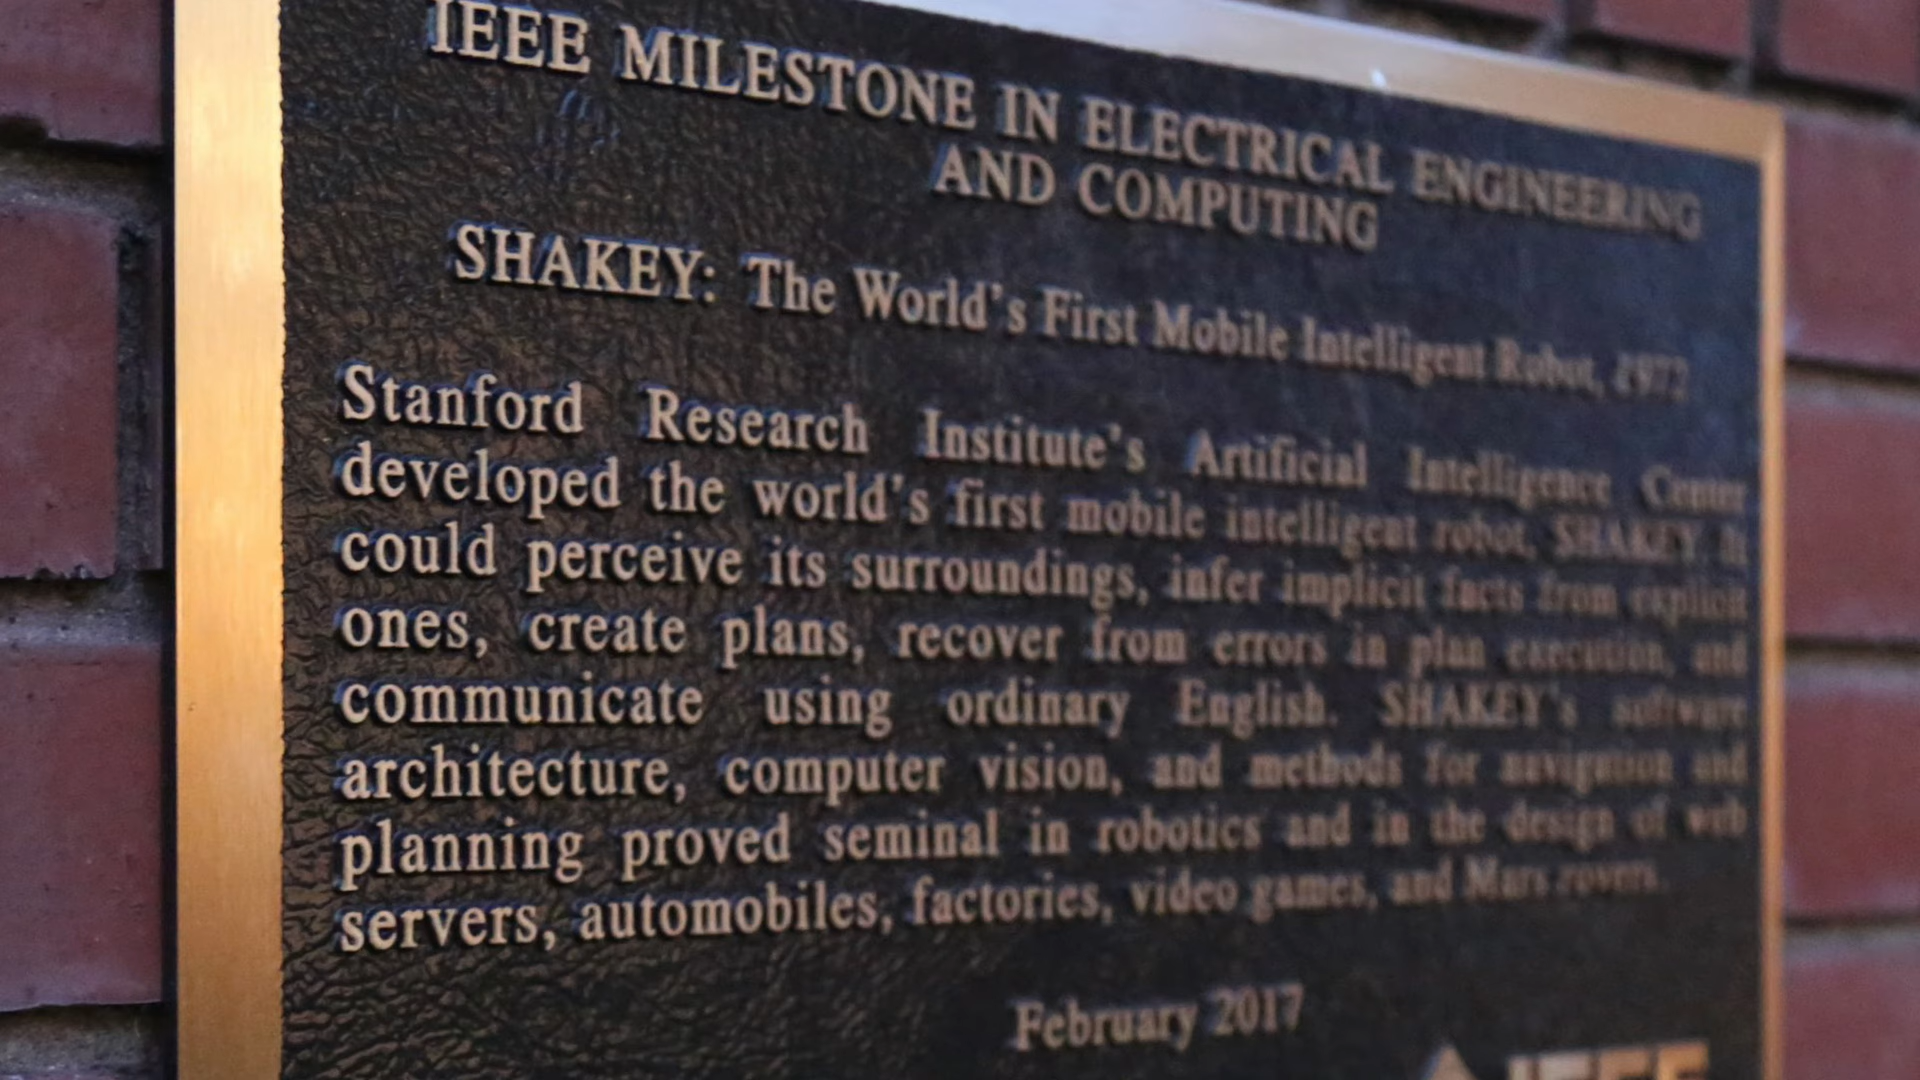 IEEE MILESTONE IN ELECTRICAL ENGINEERING
AND COMPUTING
SHAKEY: The World's First Mobile Intelligent Robot, 1972
Stanford Research Institute's Artificial Intelligence Center
developed the world's first mobile intelligent robot, SHAKEY. It
could perceive its surroundings, infer implicit facts from explicit
ones, create plans, recover from errors in plan execution, and
communicate using ordinary English. SHAKEY's software
architecture, computer vision, and methods for navigation and
planning proved seminal in robotics and in the design of web
servers, automobiles, factories, video games, and Mars rovers.
February 2017
IEEE